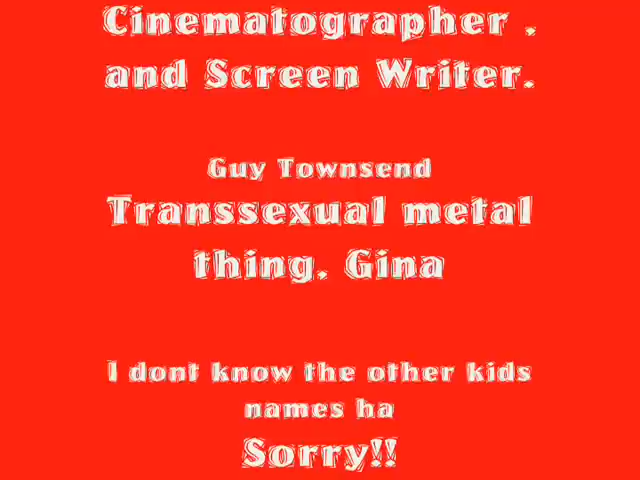 Cinematographer .
and Screen Writer.
Guy Townsend
Transsexual metal
thing. Gina
I dont know the other kids
names ha
Sorry!!